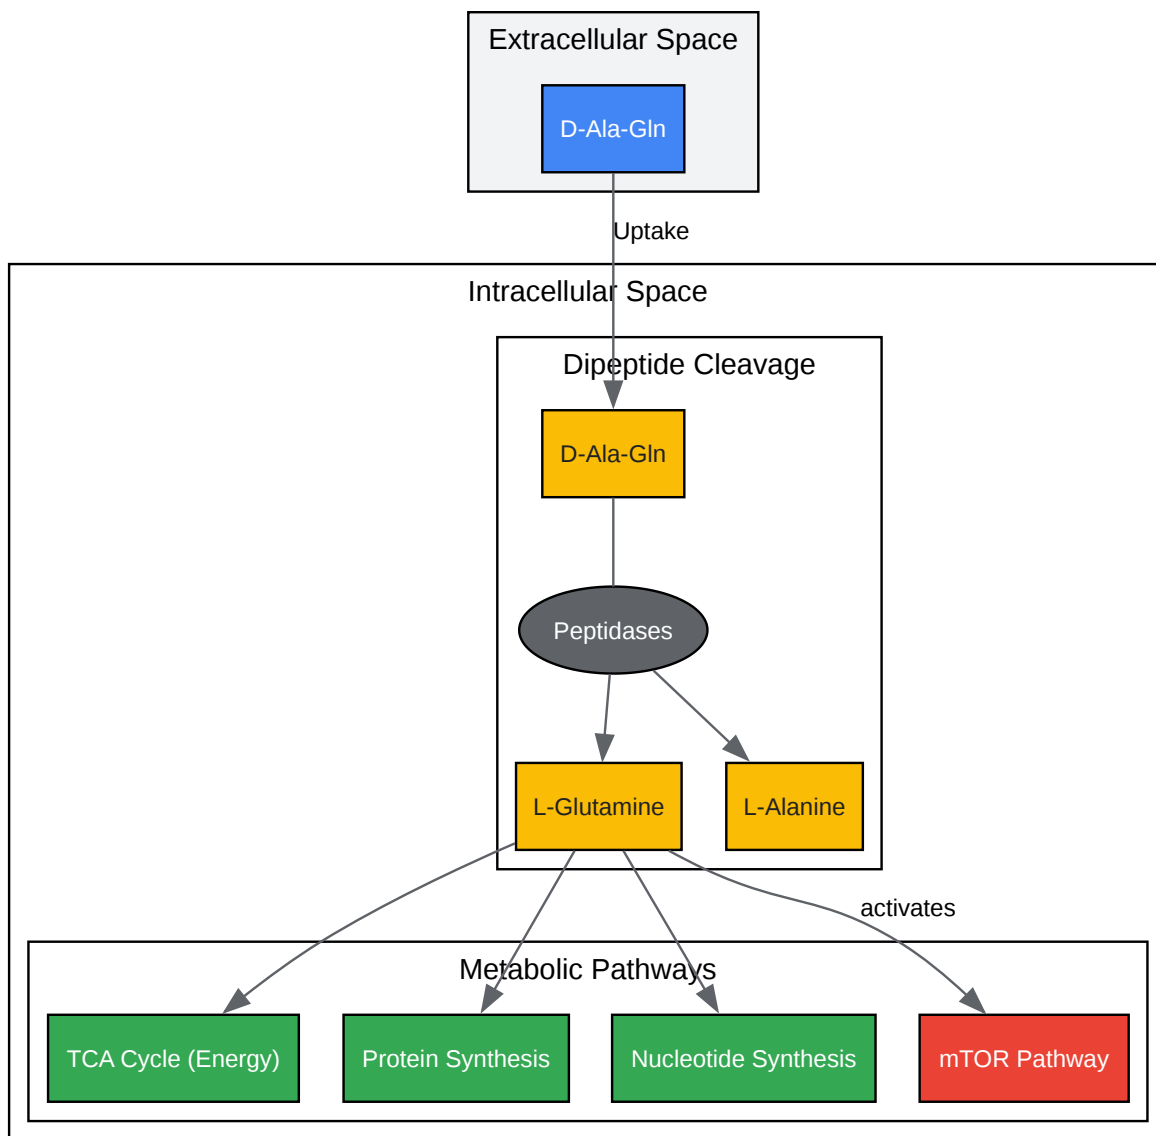 Extracellular Space
D-Ala-Gln
Uptake
Intracellular Space
Dipeptide Cleavage
D-Ala-Gln
Peptidases
L-Glutamine
L-Alanine
activates
Metabolic Pathways
TCA Cycle (Energy)
Protein Synthesis
Nucleotide Synthesis
mTOR Pathway